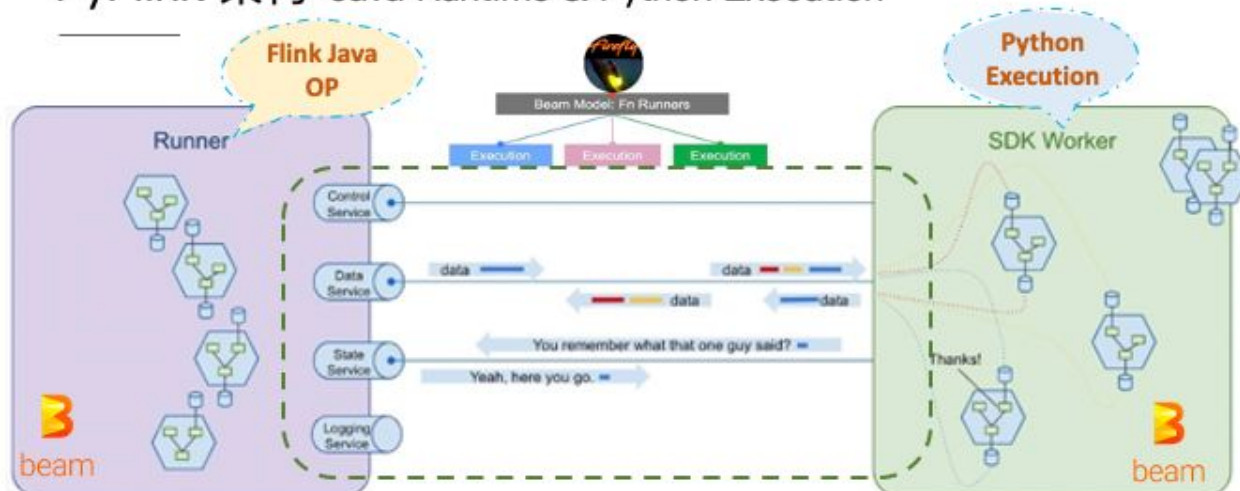 Flink Java
OP
Python
Execution
Firefly
Beam Model: Fn Runners
Runner
Execution
Execution
Execution
SDK Worker
Control
Service
Data
Service
data
data
data
data
State
Service
You remember what that one guy said?
Yeah, here you go.
Thanks!
Logging
Service
beam
beam